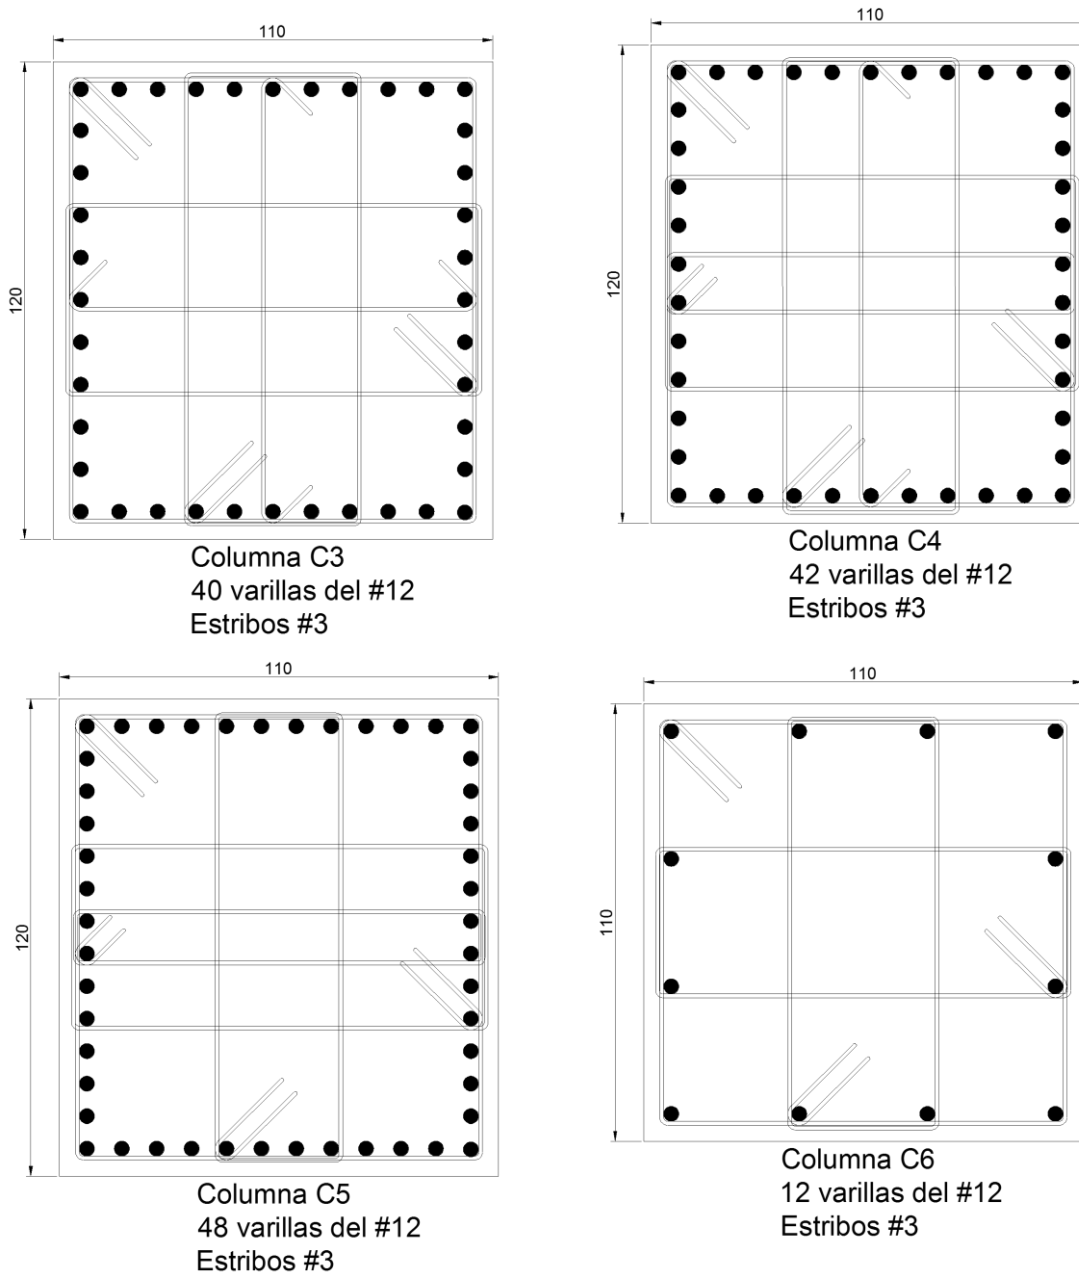 110
120
Columna C3
40 varillas del #12
Estribos #3
110
120
Columna C4
42 varillas del #12
Estribos #3
110
120
Columna C5
48 varillas del #12
Estribos #3
110
110
Columna C6
12 varillas del #12
Estribos #3